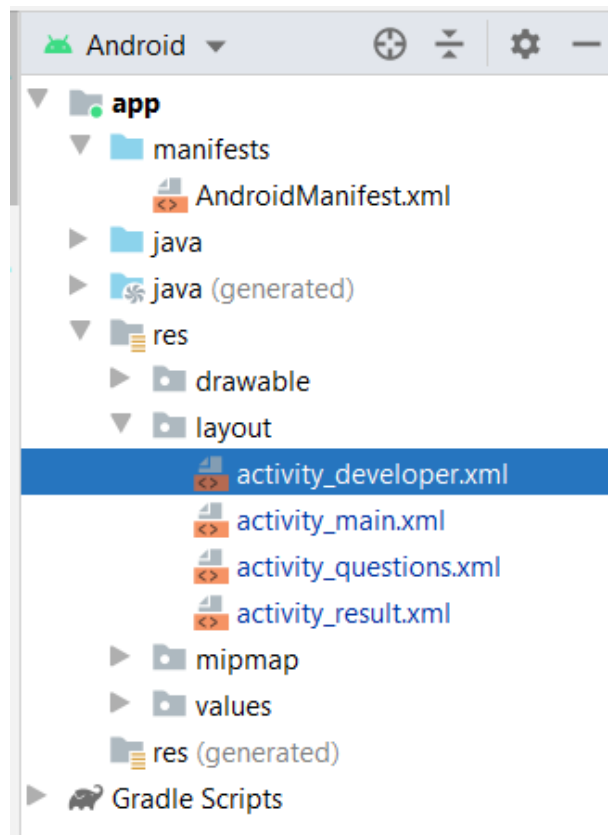 Android
app
manifests
AndroidManifest.xml
java
java (generated)
res
drawable
layout
activity_developer.xml
activity_main.xml
activity_questions.xml
activity_result.xml
mipmap
values
res (generated)
Gradle Scripts